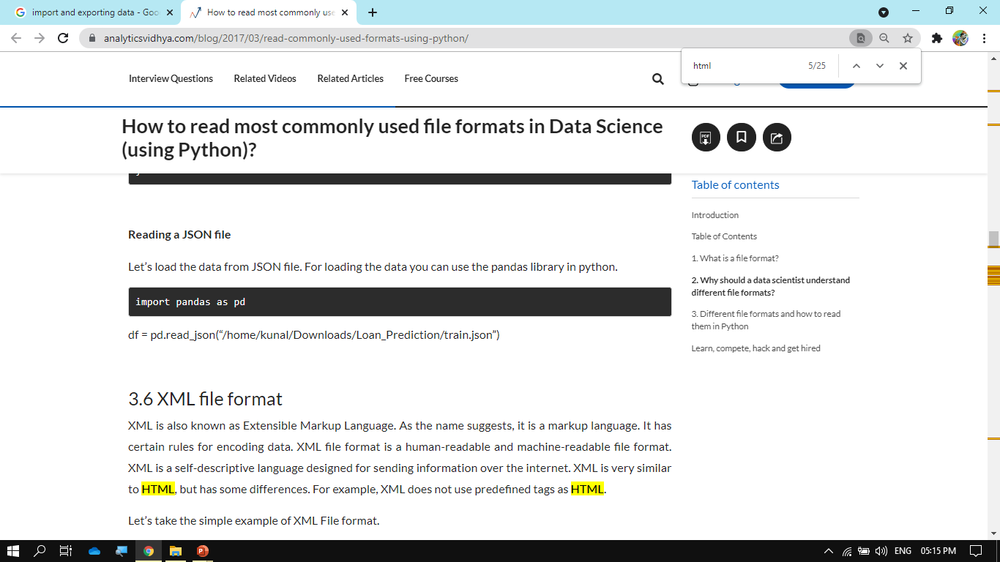 import and exporting data - Goo
How to read most commonly use
analyticsvidhya.com/blog/2017/03/read-commonly-used-formats-using-python/
html 5/25
Interview Questions Related Videos Related Articles Free Courses
How to read most commonly used file formats in Data Science
(using Python)?
PDF
Table of contents
Introduction
Table of Contents
1. What is a file format?
2. Why should a data scientist understand
different file formats?
3. Different file formats and how to read
them in Python
Learn, compete, hack and get hired
Reading a JSON file
Let’s load the data from JSON file. For loading the data you can use the pandas library in python.
import pandas as pd
df = pd.read_json(“/home/kunal/Downloads/Loan_Prediction/train.json”)
3.6 XML file format
XML is also known as Extensible Markup Language. As the name suggests, it is a markup language. It has
certain rules for encoding data. XML file format is a human-readable and machine-readable file format.
XML is a self-descriptive language designed for sending information over the internet. XML is very similar
to HTML, but has some differences. For example, XML does not use predefined tags as HTML.
Let’s take the simple example of XML File format.
ENG 05:15 PM